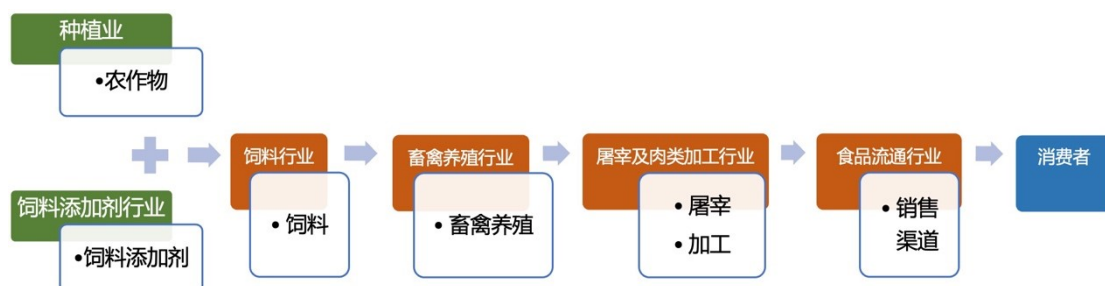 种植业
•农作物
饲料添加剂行业
•饲料添加剂
饲料行业
• 饲料
畜禽养殖行业
• 畜禽养殖
屠宰及肉类加工行业
• 屠宰
• 加工
食品流通行业
• 销售
渠道
消费者